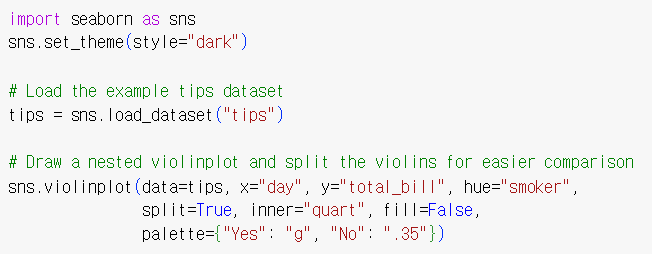 import seaborn as sns
sns.set_theme(style="dark")
# Load the example tips dataset
tips = sns.load_dataset("tips")
# Draw a nested violinplot and split the violins for easier comparison
sns.violinplot(data=tips, x="day", y="total_bill", hue="smoker",
               split=True, inner="quart", fill=False,
               palette={"Yes": "g", "No": ".35"})